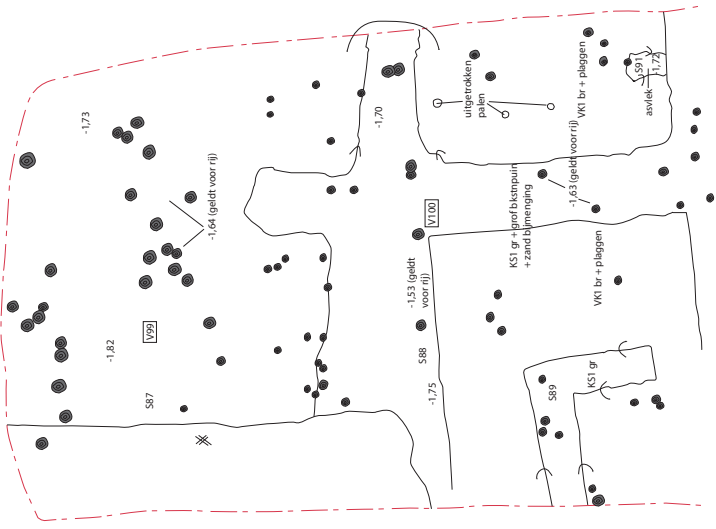 -1,73
-1,64 (geldt voor rij)
-1,82
V99
S87
-1,70
uitgetrokken
palen
VK1 br + plaggen
S91
-1,72
asvlek
-1,63 (geldt voor rij)
KS1 gr + grof bkstnpuin
+ zand bijmenging
V100
-1,53 (geldt
voor rij)
S88
-1,75
VK1 br + plaggen
S89
KS1 gr